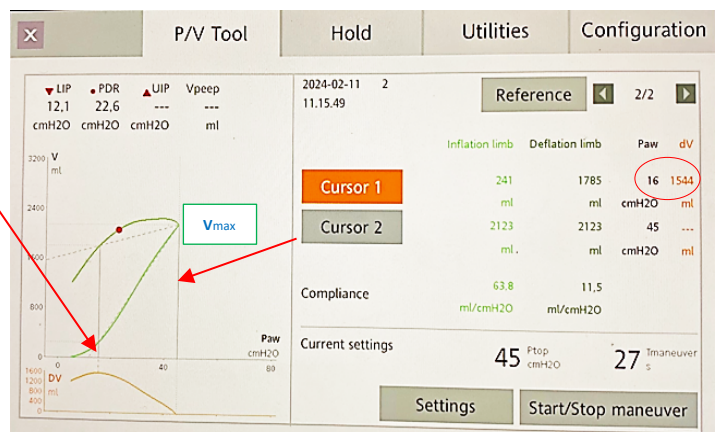 X P/V Tool Hold Utilities Configuration
LIP PDR UIP Vpeep
12,1 22,6 --- ---
cmH2O cmH2O cmH2O ml
3200 V
ml
2400
1600
800
0
0 40 80
Paw
cmH2O
Vmax
1600 DV
1200 ml
800
400
0
2024-02-11 2
11.15.49
Reference 2/2
Inflation limb Deflation limb Paw dV
Cursor 1 241 1785 16 1544
ml ml cmH2O ml
Cursor 2 2123 2123 45 ---
ml ml cmH2O ml
Compliance 63,8 11,5
ml/cmH2O ml/cmH2O
Current settings 45 Ptop cmH2O 27 Tmaneuver s
Settings Start/Stop maneuver